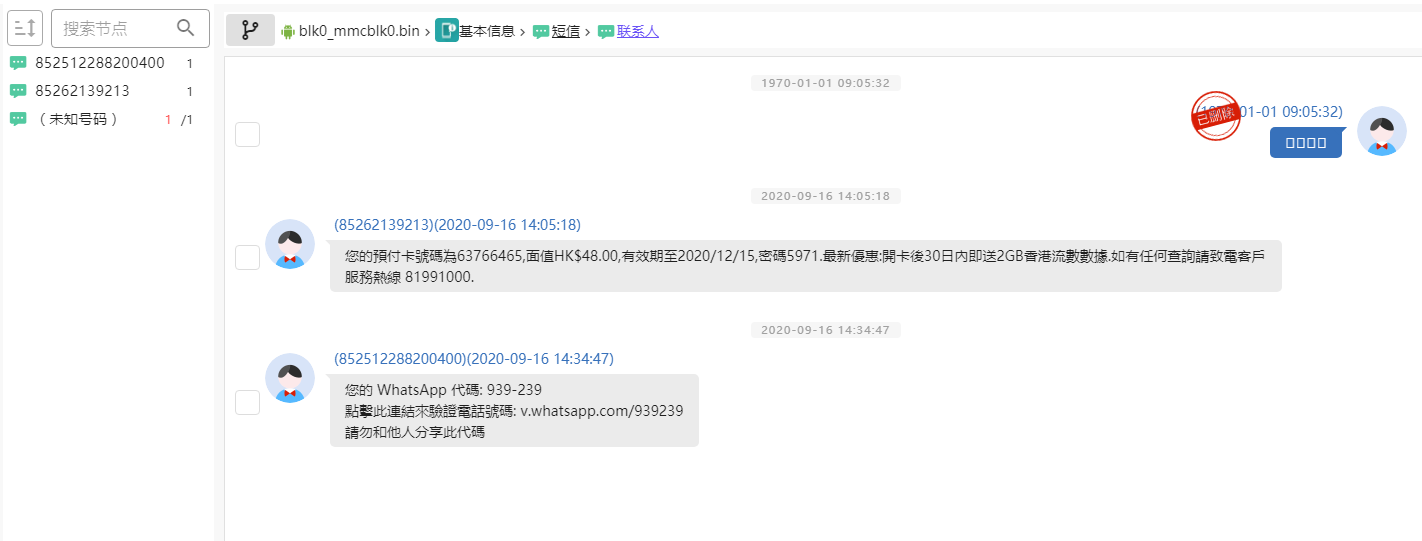 搜索节点
blk0_mmcblk0.bin › 基本信息 › 短信 › 联系人
852512288200400 1
85262139213 1
（未知号码） 1 /1
1970-01-01 09:05:32
(1970-01-01 09:05:32)
已删除
2020-09-16 14:05:18
(85262139213)(2020-09-16 14:05:18)
您的預付卡號碼為63766465,面值HK$48.00,有效期至2020/12/15,密碼5971.最新優惠:開卡後30日內即送2GB香港流動數據.如有任何查詢請致電客戶
服務熱線 81991000.
2020-09-16 14:34:47
(852512288200400)(2020-09-16 14:34:47)
您的 WhatsApp 代碼: 939-239
點擊此連結來驗證電話號碼: v.whatsapp.com/939239
請勿和他人分享此代碼